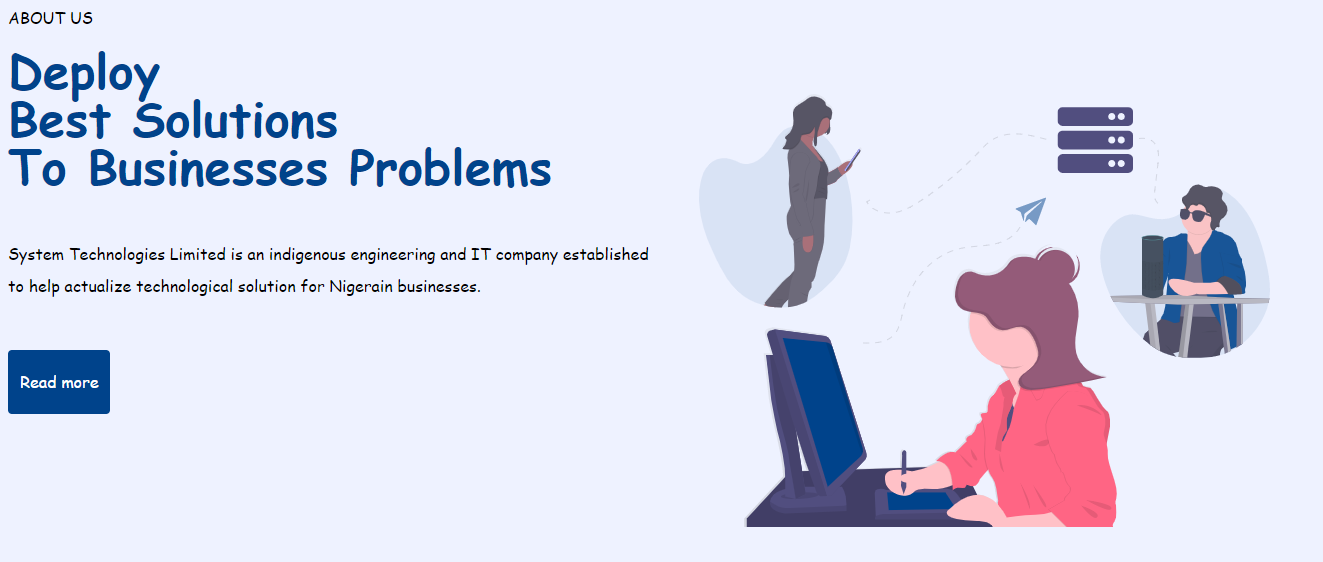 ABOUT US
Deploy
Best Solutions
To Businesses Problems
System Technologies Limited is an indigenous engineering and IT company established
to help actualize technological solution for Nigerain businesses.
Read more